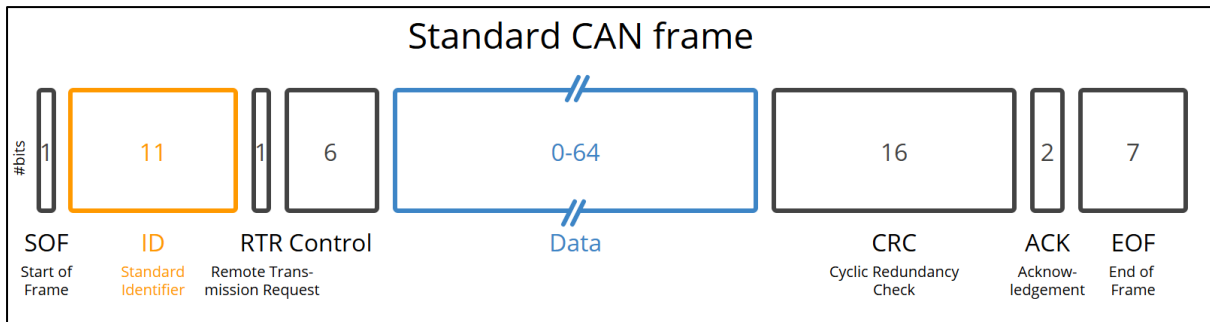 Standard CAN frame
#bits
1
11
1
6
0-64
16
2
7
SOF
Start of
Frame
ID
Standard
Identifier
RTR
Remote Trans-
mission Request
Control
Data
CRC
Cyclic Redundancy
Check
ACK
Acknow-
ledgement
EOF
End of
Frame